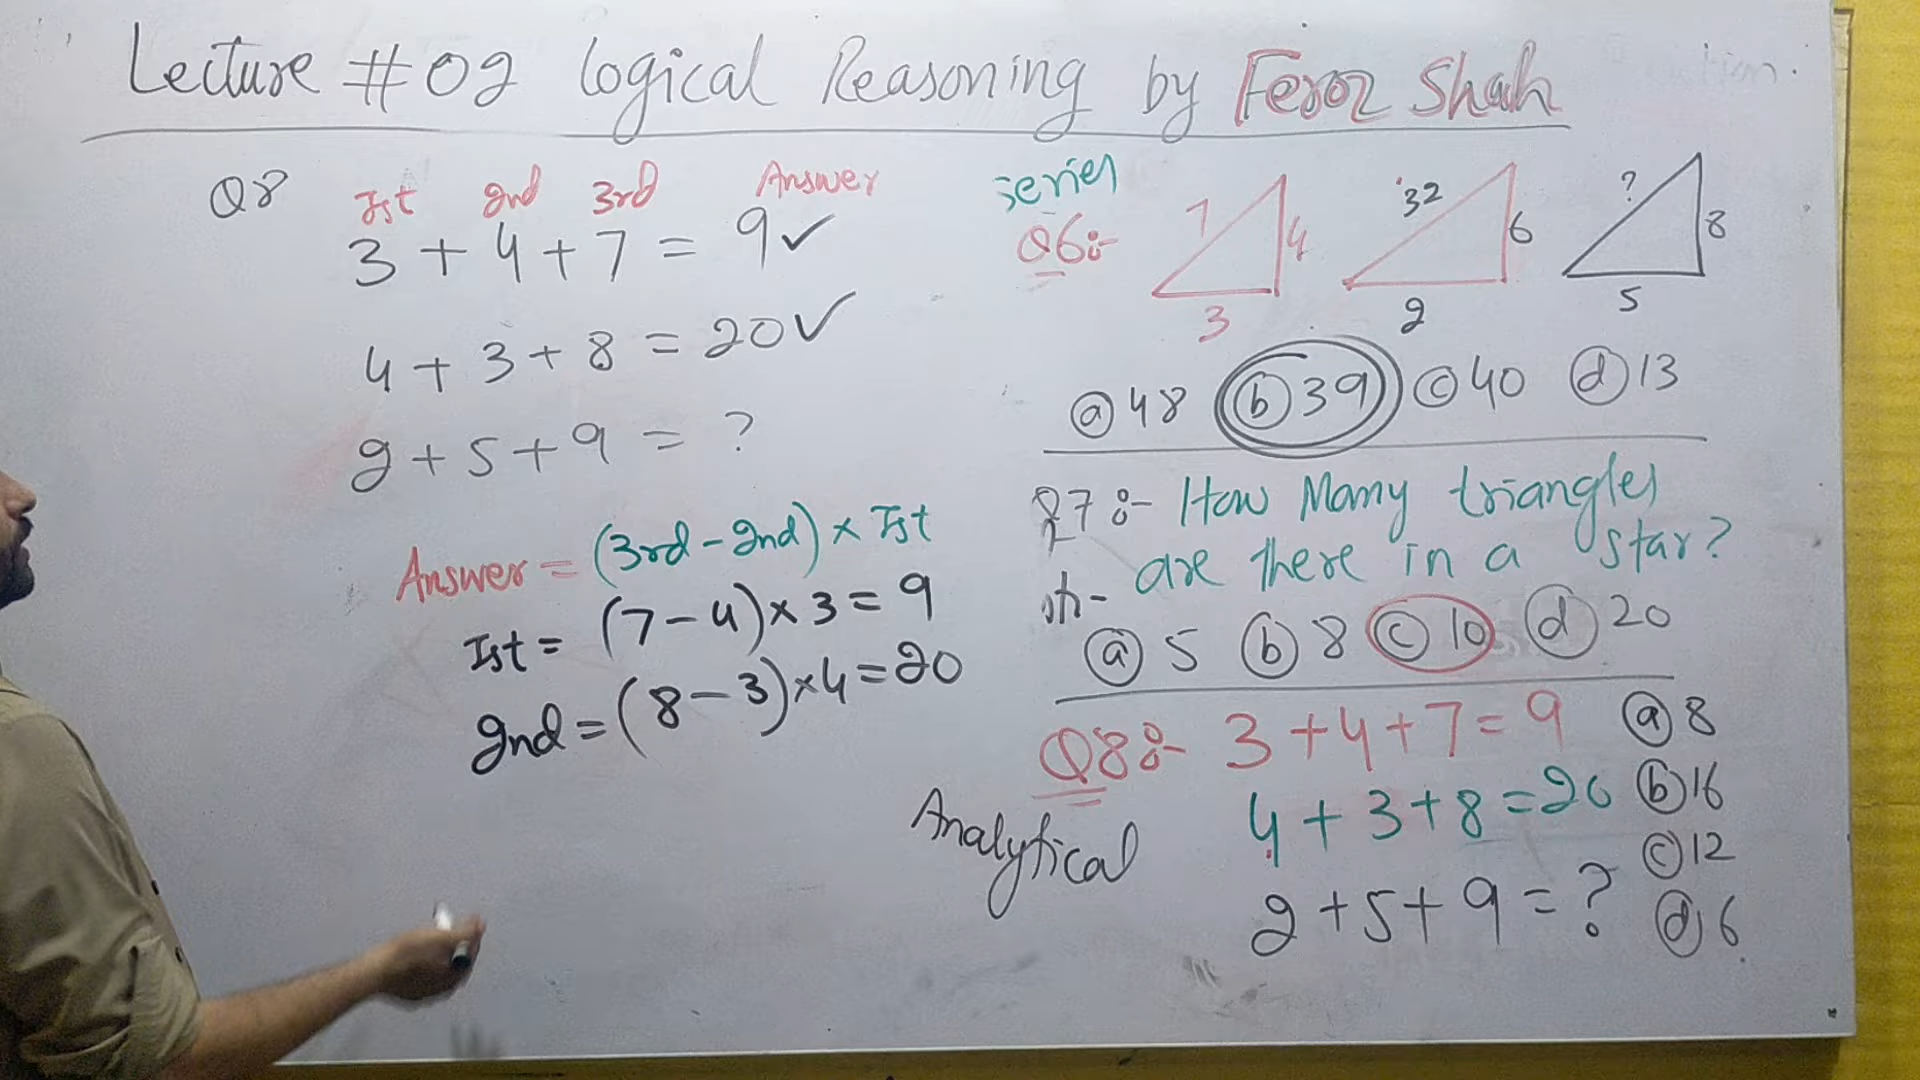 Lecture #02 Logical Reasoning by Feroz Shah
Q8
Ist 2nd 3rd Answer
3 + 4 + 7 = 9 ✓
4 + 3 + 8 = 20 ✓
2 + 5 + 9 = ?
Answer = (3rd - 2nd) × Ist
Ist = (7 - 4) × 3 = 9
2nd = (8 - 3) × 4 = 20
Series
Q6:-
7 4 3
32 6 2
? 8 5
(a) 48 (b) 39 (c) 40 (d) 13
Q7:- How Many triangles
are there in a star?
(a) 5 (b) 8 (c) 10 (d) 20
Q8:- 3 + 4 + 7 = 9 (a) 8
4 + 3 + 8 = 20 (b) 16
(c) 12
Analytical
2 + 5 + 9 = ? (d) 6